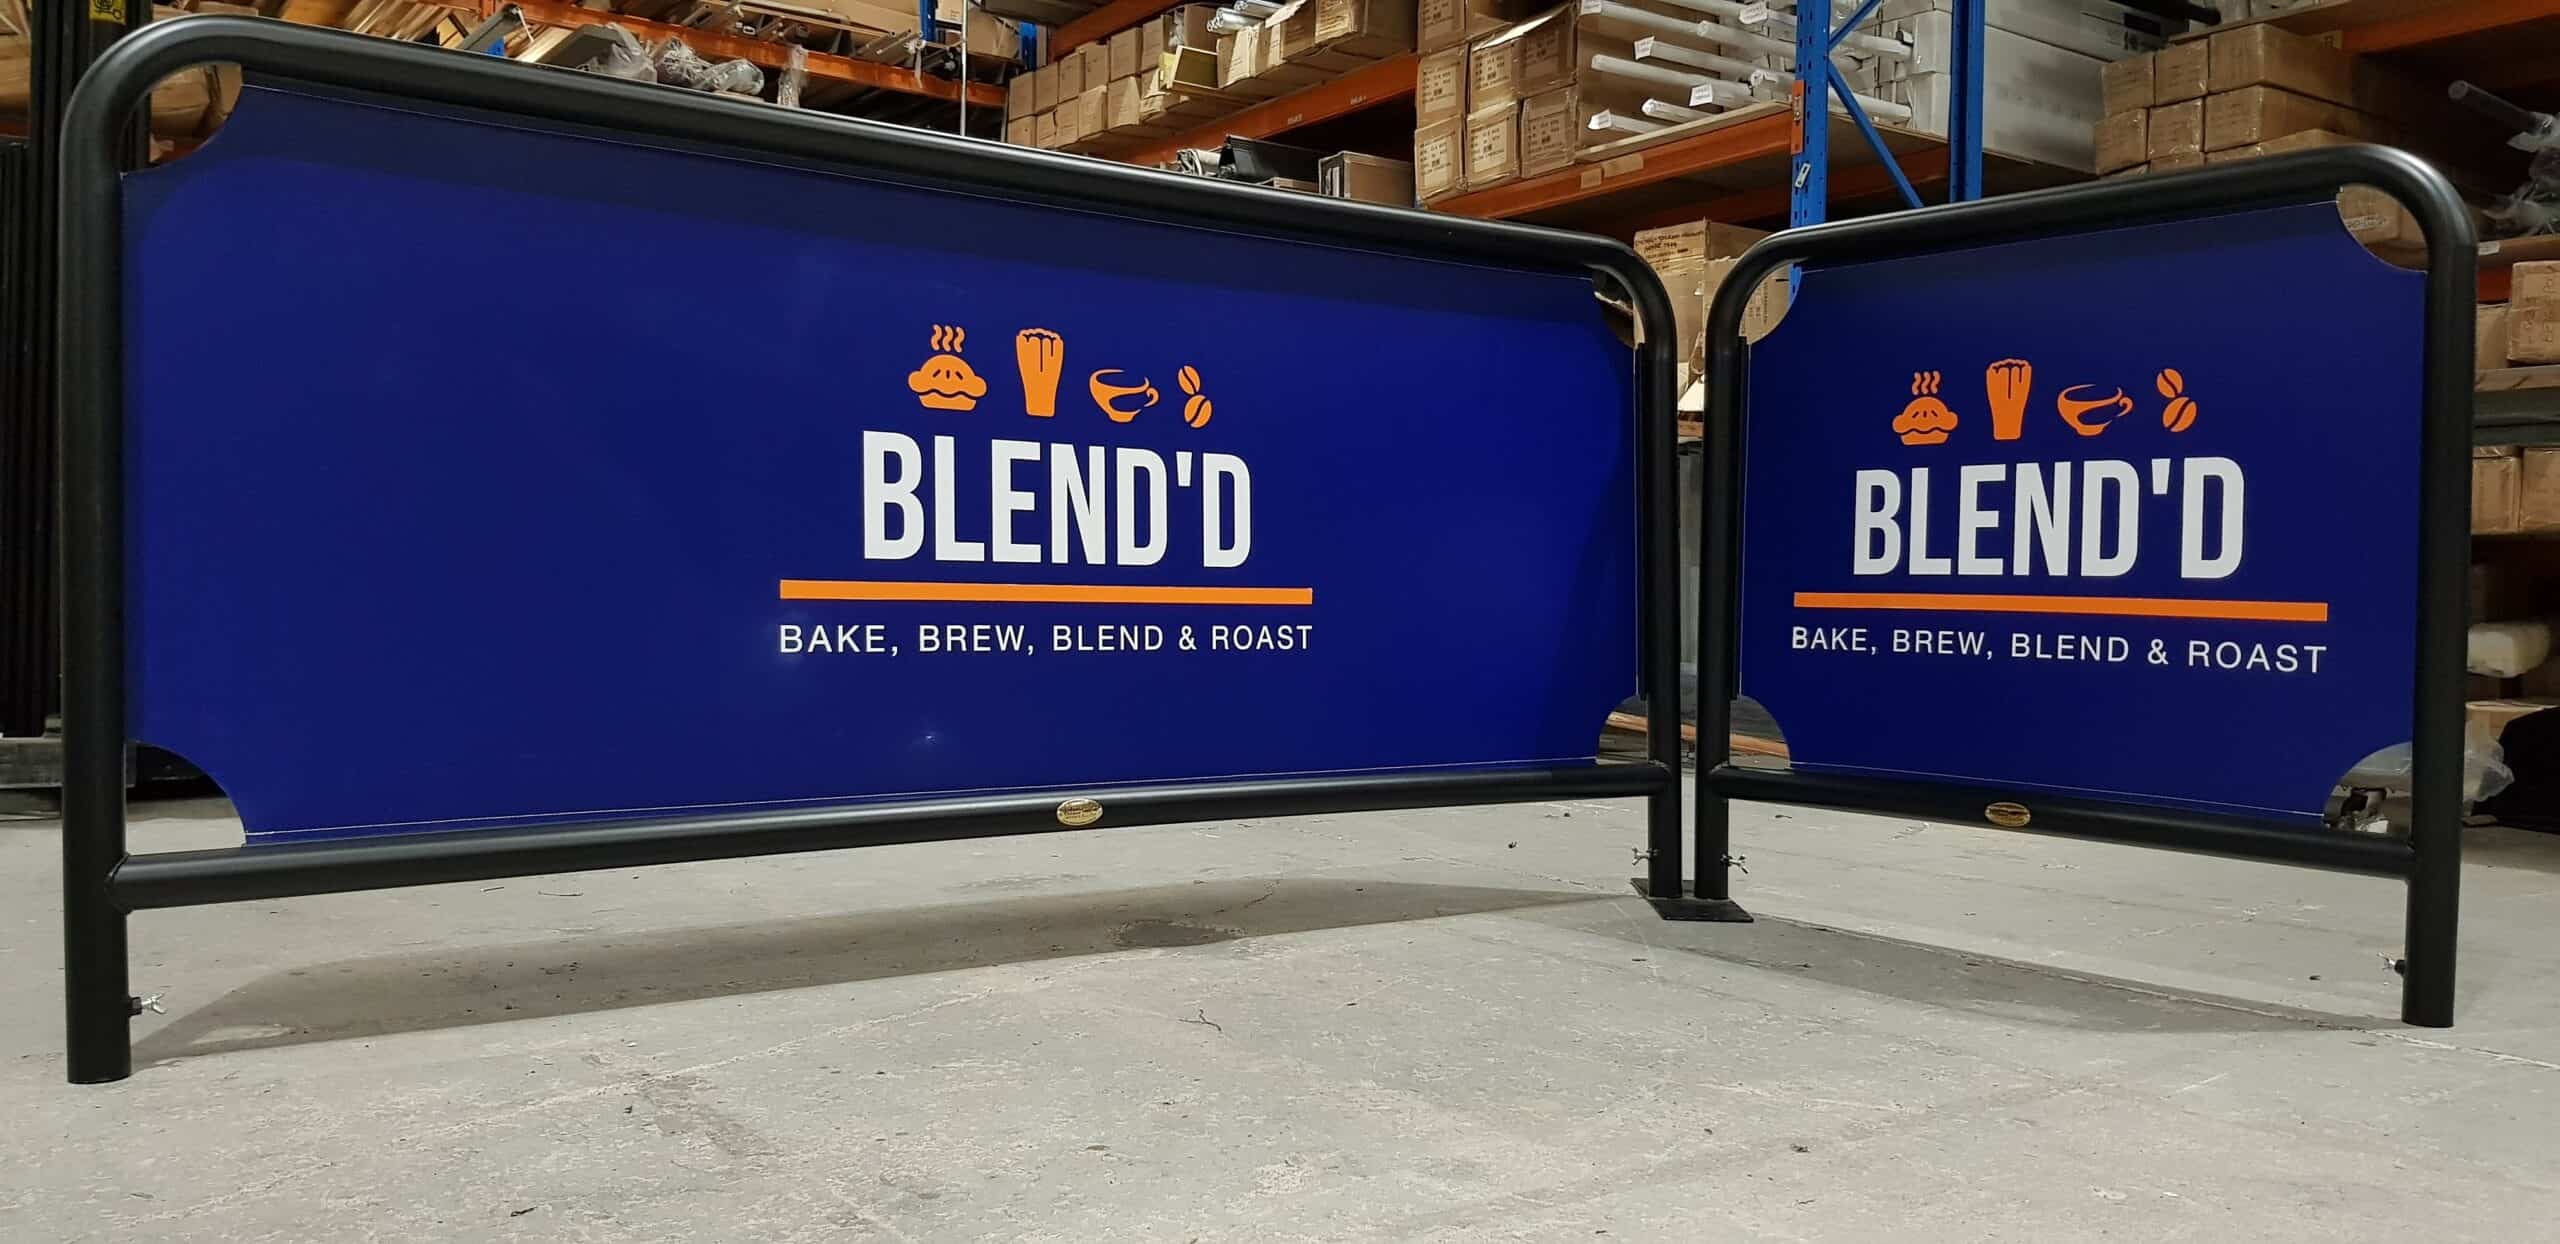 BLEND'D
BAKE, BREW, BLEND & ROAST
BLEND'D
BAKE, BREW, BLEND & ROAST